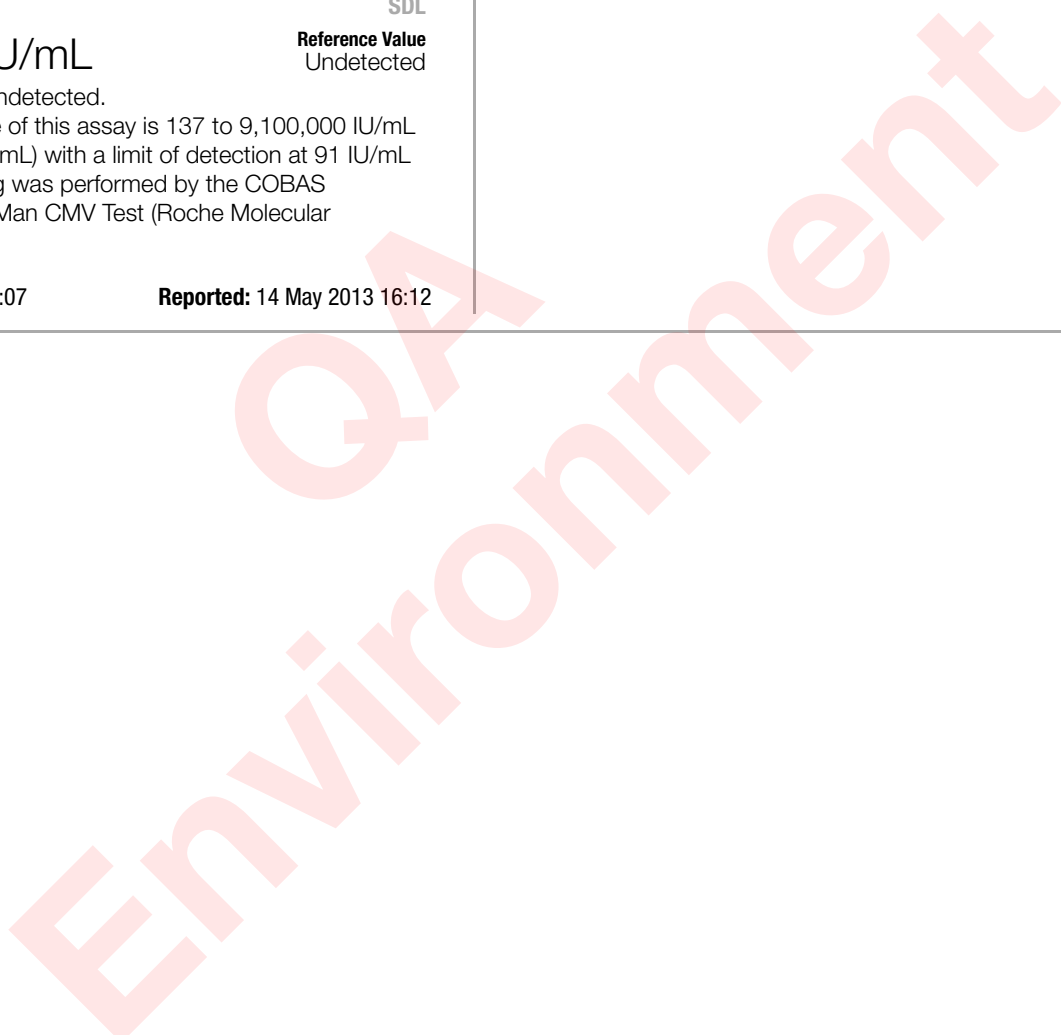 SDL
Reference Value
U/mL
Undetected
ndetected.
of this assay is 137 to 9,100,000 IU/mL
mL) with a limit of detection at 91 IU/mL
g was performed by the COBAS
Man CMV Test (Roche Molecular
:07 Reported: 14 May 2013 16:12
QA
Environment